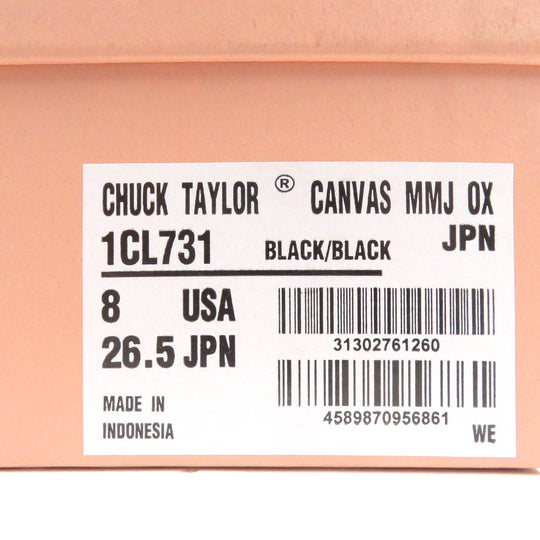 CHUCK TAYLOR ® CANVAS MMJ OX
1CL731 BLACK/BLACK JPN
8 USA
26.5 JPN
31302761260
4589870956861
MADE IN
INDONESIA
WE